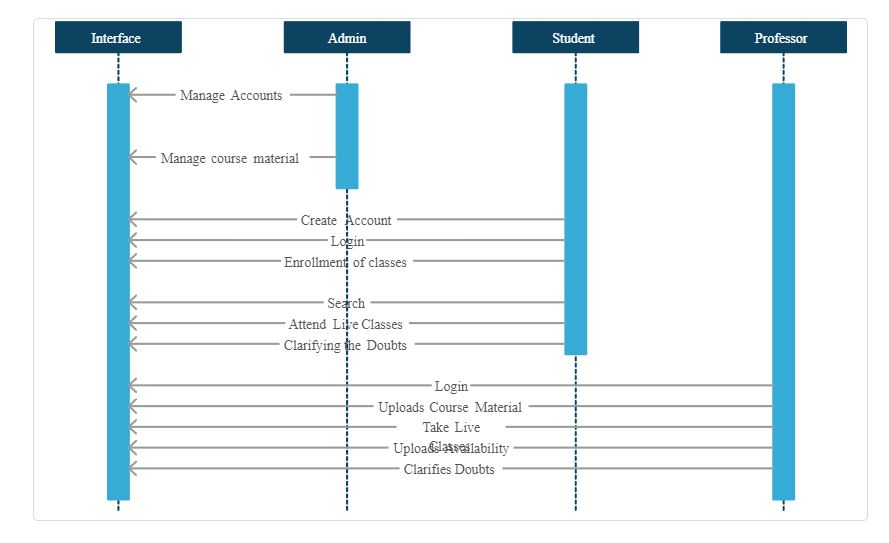 Interface
Admin
Student
Professor
Manage Accounts
Manage course material
Create Account
Login
Enrollment of classes
Search
Attend Live Classes
Clarifying the Doubts
Login
Uploads Course Material
Take Live
Classes
Uploads Availability
Clarifies Doubts